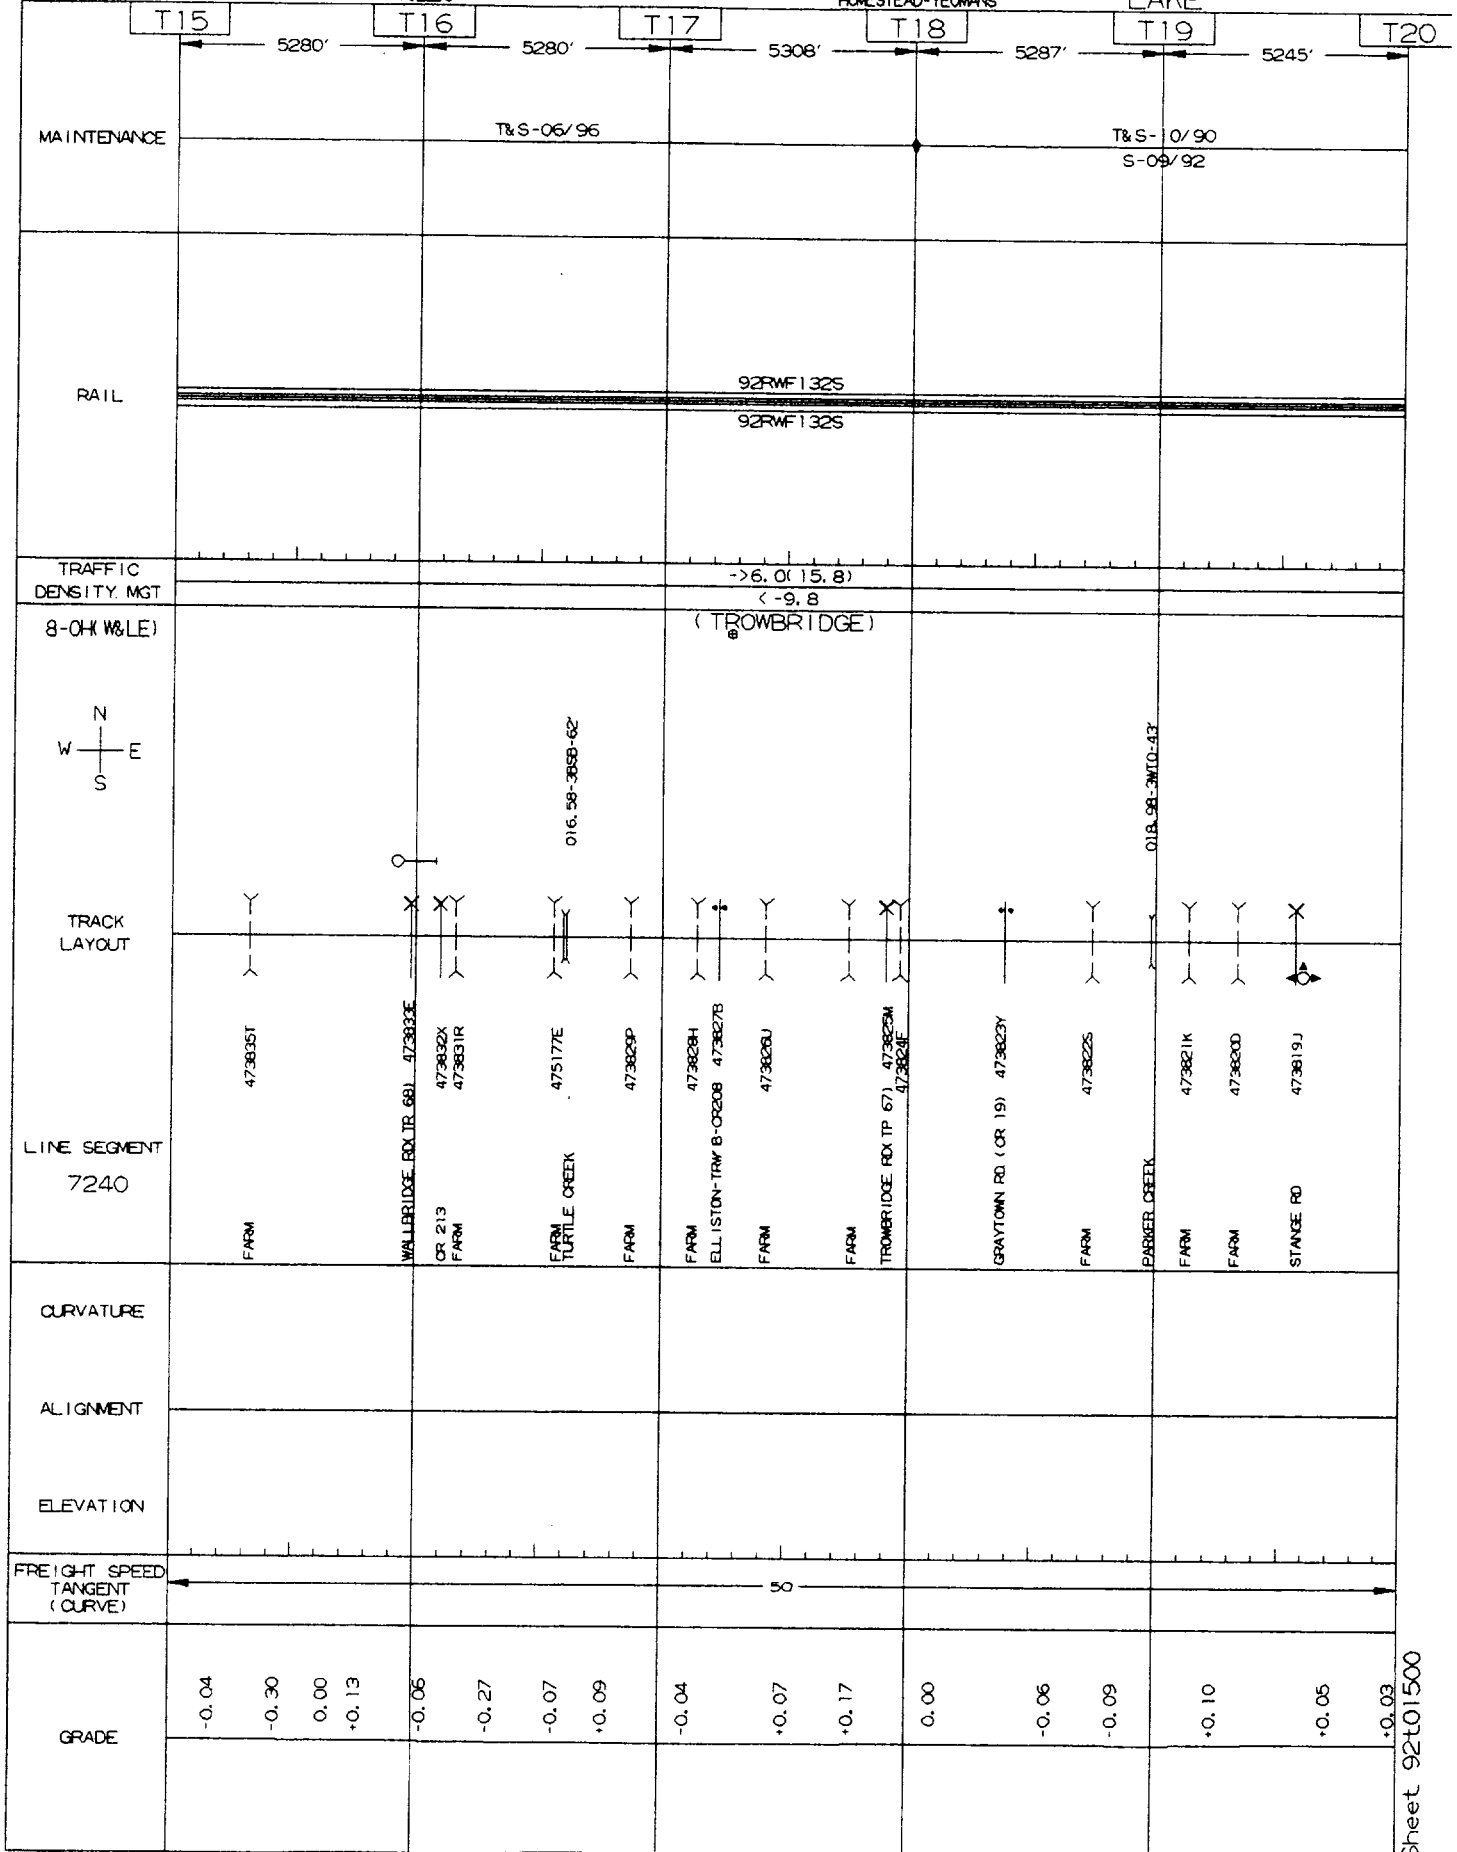 HOMESTEAD-YEOMANS
LAKE
T15 T16 T17 T18 T19 T20
5280' 5280' 5308' 5287' 5245'
MAINTENANCE
T&S-06/96
T&S-10/90
S-09/92
RAIL
92RWF132S
92RWF132S
TRAFFIC
DENSITY. MGT
->6.0(15.8)
<-9.8
8-OH(W&LE)
(TROWBRIDGE)
N
W E
S
016.58-3BSB-62'
018.98-3WTO-43'
TRACK
LAYOUT
LINE SEGMENT
7240
FARM 473835T
WALLBRIDGE RD(TR 68) 473833E
CR 213 473832X
FARM 473831R
FARM 475177E
TURTLE CREEK
FARM 473829P
FARM 473828H
ELLISTON-TRW B-CR208 473827B
FARM 473826U
FARM
TROWBRIDGE RD(TP 67) 473825M
473824F
GRAYTOWN RD.(CR 19) 473823Y
FARM 473822S
PARKER CREEK
FARM 473821K
FARM 473820D
STANGE RD 473819J
CURVATURE
ALIGNMENT
ELEVATION
FREIGHT SPEED
TANGENT
(CURVE)
50
GRADE
-0.04 -0.30 0.00 +0.13 -0.06 -0.27 -0.07 +0.09 -0.04 +0.07 +0.17 0.00 -0.06 -0.09 +0.10 +0.05 +0.03
Sheet 92t01500